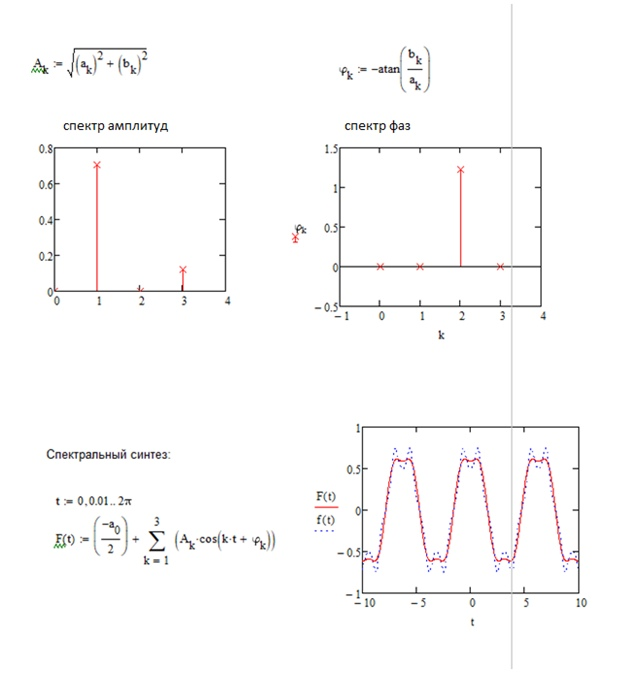 A_k := √((a_k)² + (b_k)²)
φ_k := −atan(b_k/a_k)
спектр амплитуд
0.8
0.6
0.4
0.2
0
0 1 2 3 4
спектр фаз
1.5
1
0.5
0
−0.5
φ_k
−1 0 1 2 3 4
k
Спектральный синтез:
t := 0,0.01.. 2π
F(t) := (−a_0/2) + ∑_{k = 1}^{3} (A_k·cos(k·t + φ_k))
1
0.5
0
−0.5
−1
F(t)
f(t)
−10 −5 0 5 10
t